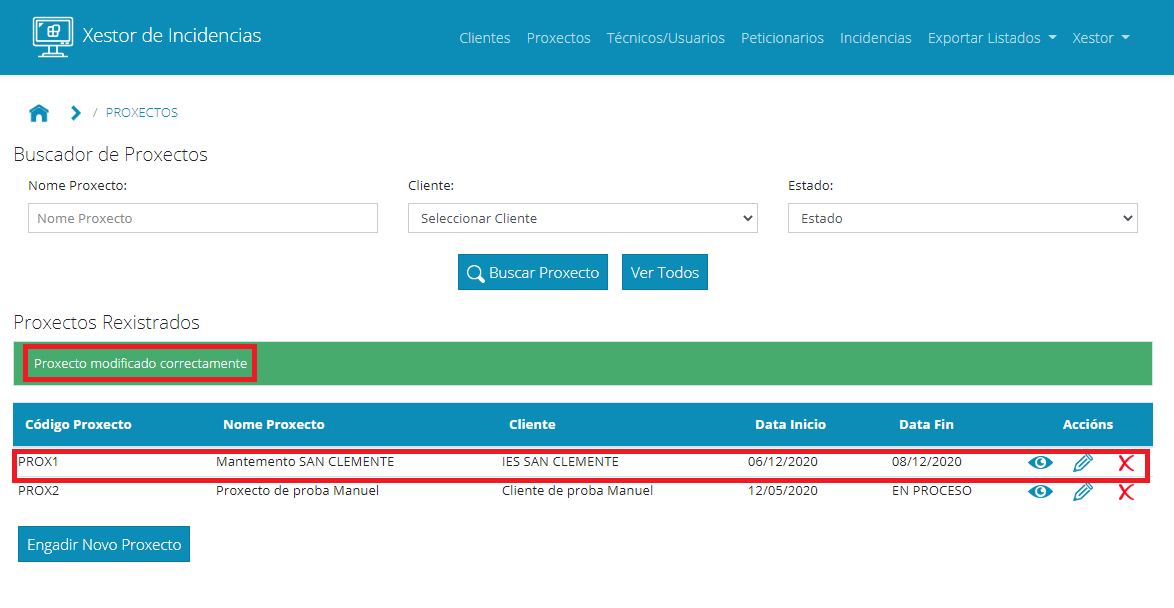 Xestor de Incidencias
Clientes Proxectos Técnicos/Usuarios Peticionarios Incidencias Exportar Listados Xestor
/ PROXECTOS
Buscador de Proxectos
Nome Proxecto: Cliente: Estado:
Nome Proxecto Seleccionar Cliente Estado
Buscar Proxecto Ver Todos
Proxectos Rexistrados
Proxecto modificado correctamente
Código Proxecto Nome Proxecto Cliente Data Inicio Data Fin Accións
PROX1 Mantemento SAN CLEMENTE IES SAN CLEMENTE 06/12/2020 08/12/2020
PROX2 Proxecto de proba Manuel Cliente de proba Manuel 12/05/2020 EN PROCESO
Engadir Novo Proxecto